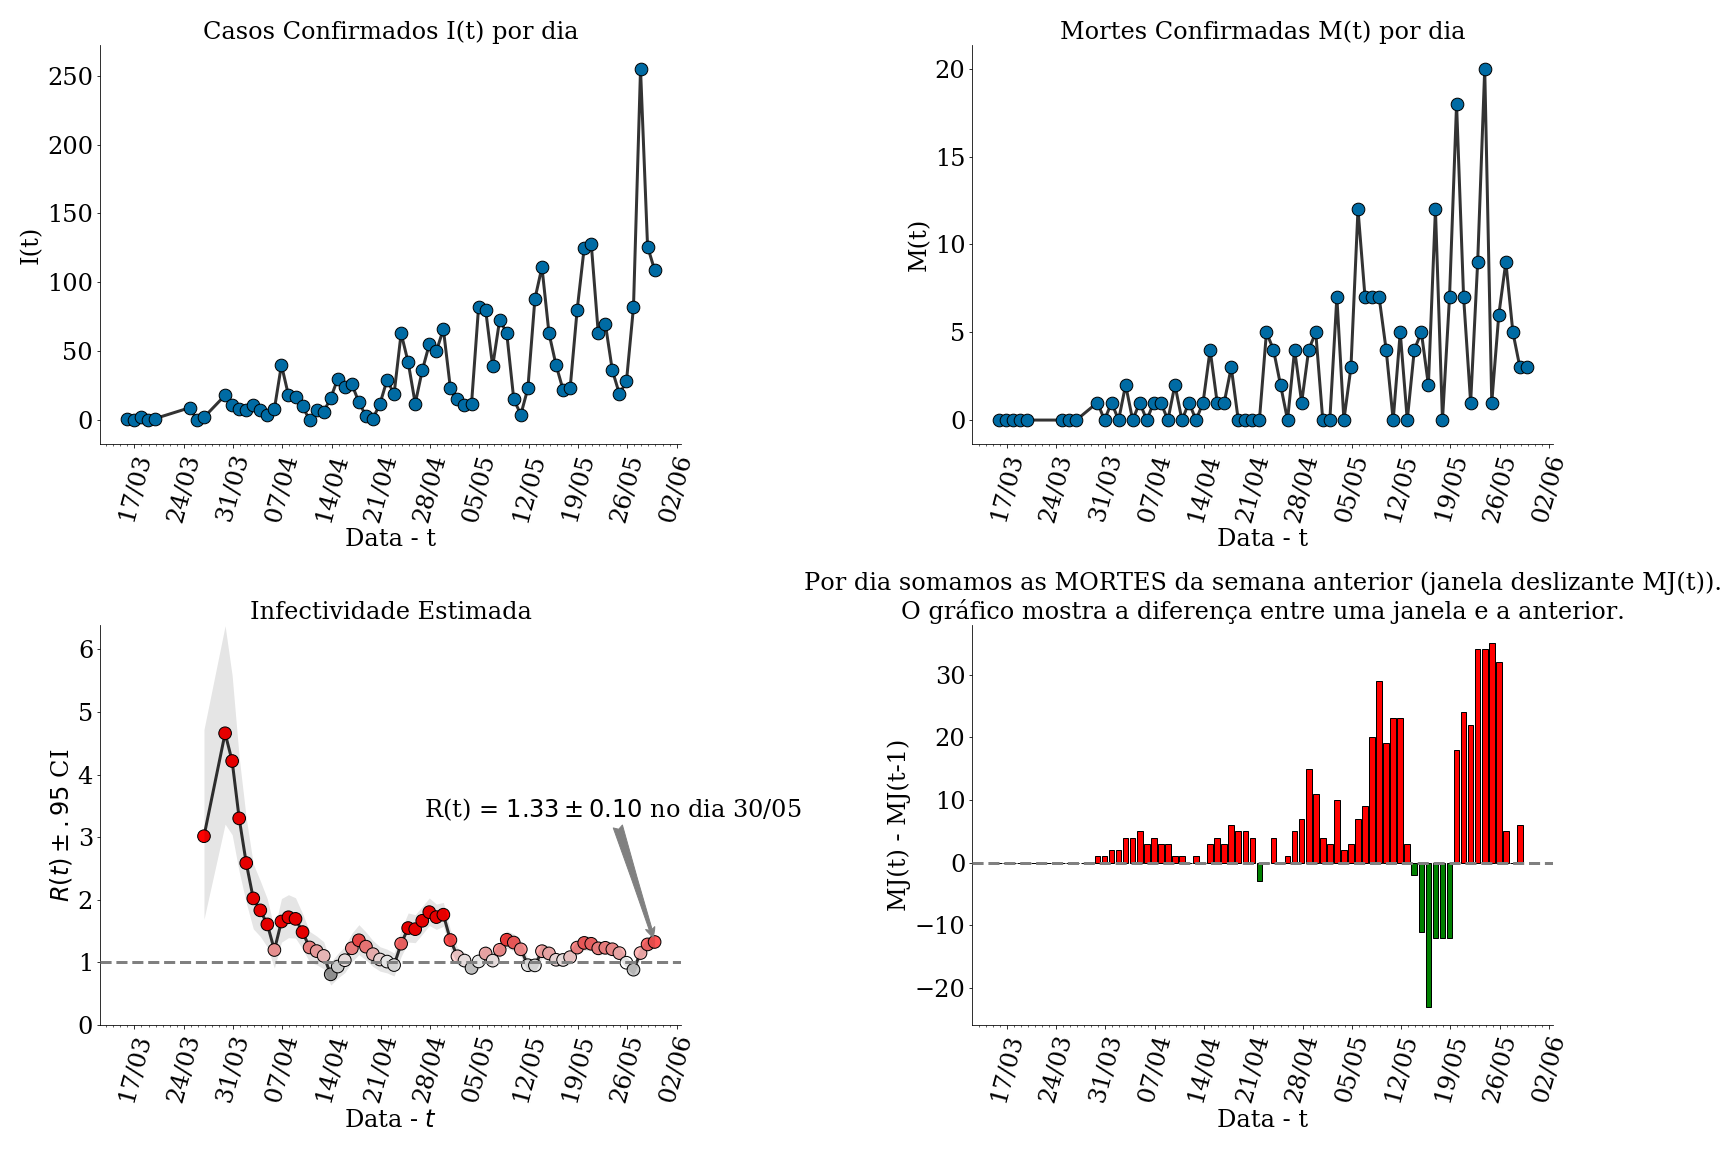 Casos Confirmados I(t) por dia
I(t)
250
200
150
100
50
0
17/03 24/03 31/03 07/04 14/04 21/04 28/04 05/05 12/05 19/05 26/05 02/06
Data - t
Mortes Confirmadas M(t) por dia
M(t)
20
15
10
5
0
17/03 24/03 31/03 07/04 14/04 21/04 28/04 05/05 12/05 19/05 26/05 02/06
Data - t
Infectividade Estimada
R(t) ± .95 CI
6
5
4
3
2
1
0
R(t) = 1.33 ± 0.10 no dia 30/05
17/03 24/03 31/03 07/04 14/04 21/04 28/04 05/05 12/05 19/05 26/05 02/06
Data - t
Por dia somamos as MORTES da semana anterior (janela deslizante MJ(t)).
O gráfico mostra a diferença entre uma janela e a anterior.
MJ(t) - MJ(t-1)
30
20
10
0
−10
−20
17/03 24/03 31/03 07/04 14/04 21/04 28/04 05/05 12/05 19/05 26/05 02/06
Data - t